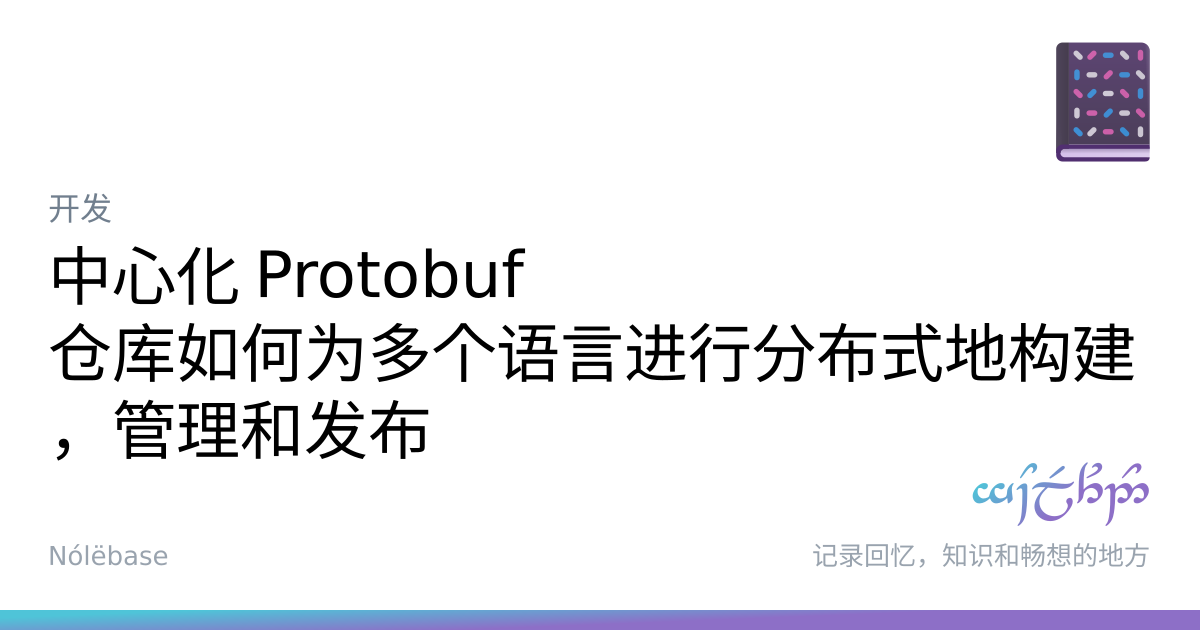 开发
中心化 Protobuf
仓库如何为多个语言进行分布式地构建
，管理和发布
Nólëbase
记录回忆，知识和畅想的地方